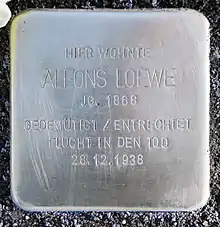 HIER WOHNTE
ALFONS LOEWE
JG. 1868
GEDEMÜTIGT / ENTRECHTET
FLUCHT IN DEN TOD
28.12.1938